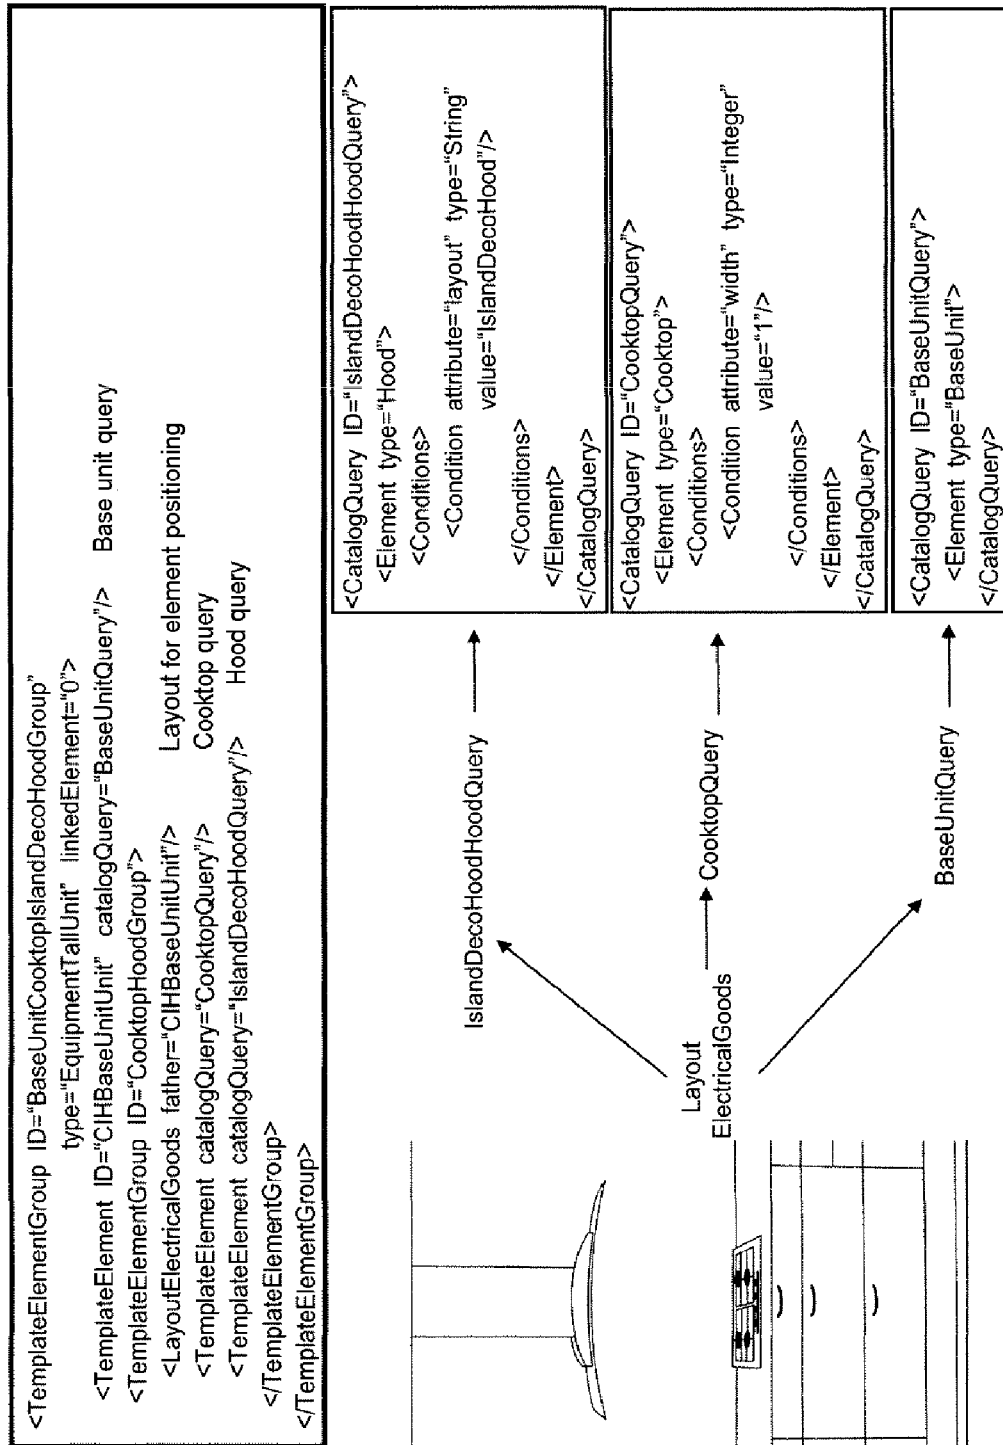 <TemplateElementGroup ID="BaseUnitCooktopIslandDecoHoodGroup"
type="EquipmentTallUnit" linkedElement="0">
<TemplateElement ID="CIHBaseUnitUnit" catalogQuery="BaseUnitQuery"/> Base unit query
<TemplateElementGroup ID="CooktopHoodGroup">
<LayoutElectricalGoods father="CIHBaseUnitUnit"/> Layout for element positioning
<TemplateElement catalogQuery="CooktopQuery"/> Cooktop query
<TemplateElement catalogQuery="IslandDecoHoodQuery"/> Hood query
</TemplateElementGroup>
</TemplateElementGroup>
Layout
ElectricalGoods
IslandDecoHoodHoodQuery
CooktopQuery
BaseUnitQuery
<CatalogQuery ID="IslandDecoHoodHoodQuery">
<Element type="Hood">
<Conditions>
<Condition attribute="layout" type="String"
value="IslandDecoHood"/>
</Conditions>
</Element>
</CatalogQuery>
<CatalogQuery ID="CooktopQuery">
<Element type="Cooktop">
<Conditions>
<Condition attribute="width" type="Integer"
value="1"/>
</Conditions>
</Element>
</CatalogQuery>
<CatalogQuery ID="BaseUnitQuery">
<Element type="BaseUnit">
</CatalogQuery>